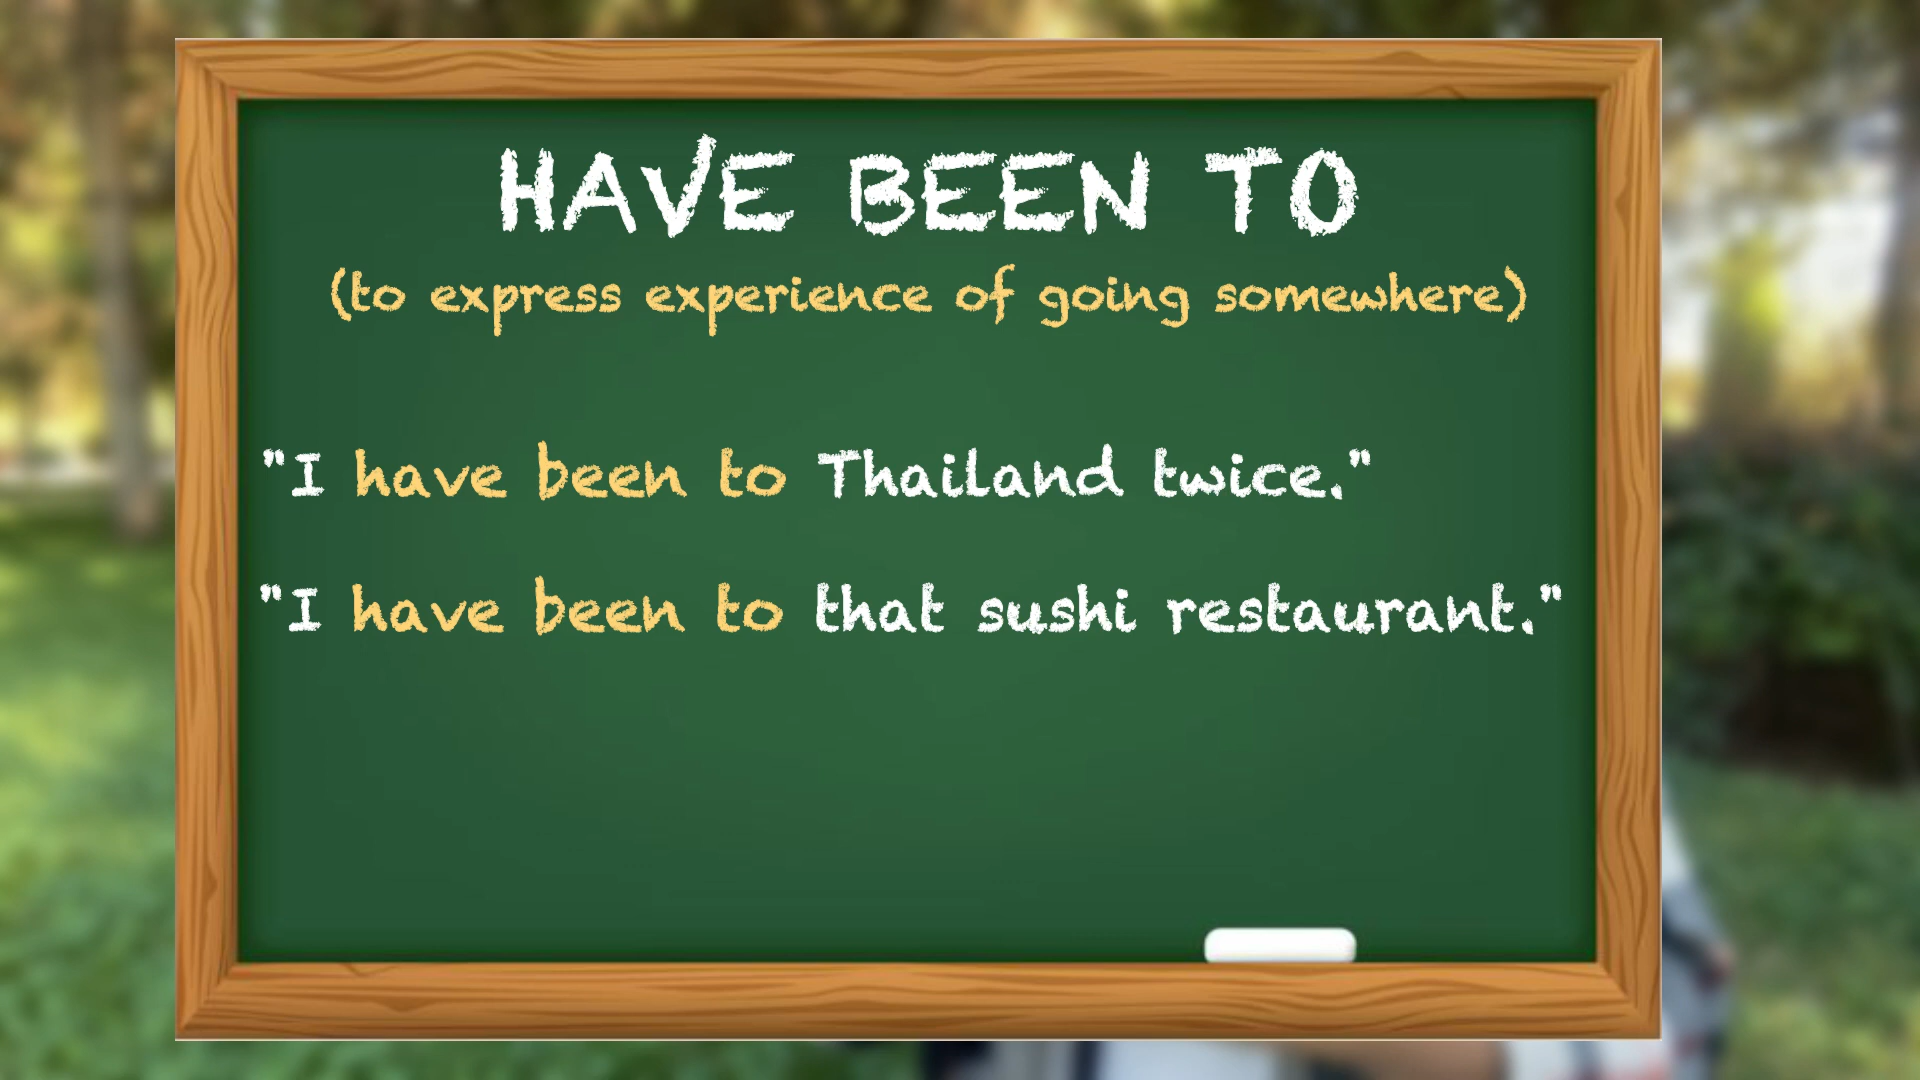 HAVE BEEN TO
(to express experience of going somewhere)
"I have been to Thailand twice."
"I have been to that sushi restaurant."